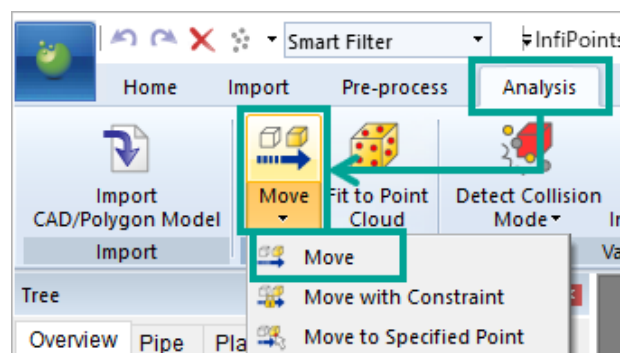 Smart Filter
InfiPoints
Home Import Pre-process Analysis
Import
CAD/Polygon Model
Move
Fit to Point
Cloud
Detect Collision
Mode
Import
Move
Tree
Move with Constraint
Overview Pipe Pla
Move to Specified Point